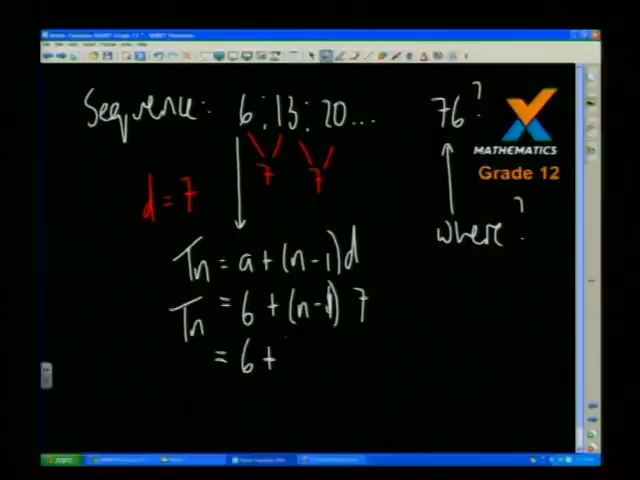 Sequence: 6; 13; 20... 76?
7 7
d = 7
where?
Tn = a + (n - 1)d
Tn = 6 + (n - 1) 7
= 6 +
MATHEMATICS
Grade 12